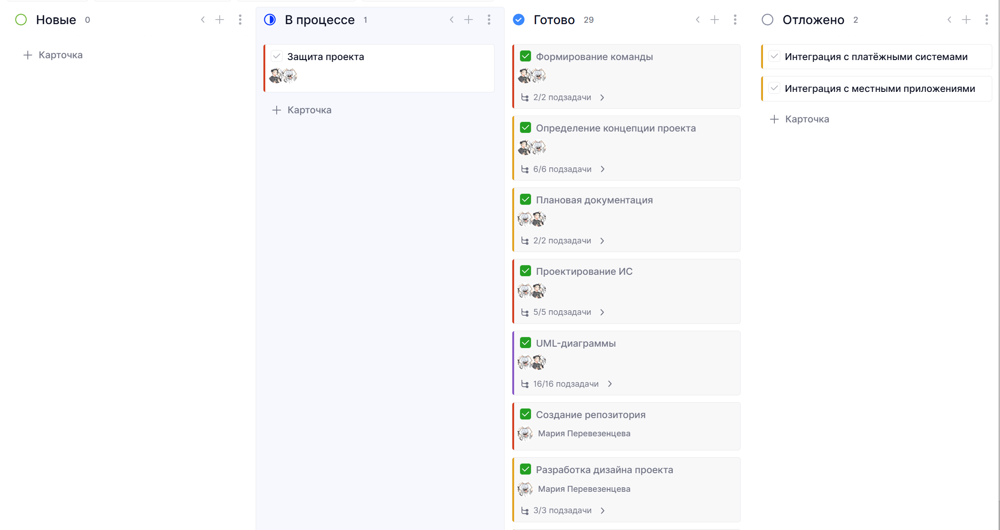 Новые 0
Карточка
В процессе 1
Защита проекта
Карточка
Готово 29
Формирование команды
2/2 подзадачи
Определение концепции проекта
6/6 подзадачи
Плановая документация
2/2 подзадачи
Проектирование ИС
5/5 подзадачи
UML-диаграммы
16/16 подзадачи
Создание репозитория
Мария Перевезенцева
Разработка дизайна проекта
Мария Перевезенцева
3/3 подзадачи
Отложено 2
Интеграция с платёжными системами
Интеграция с местными приложениями
Карточка